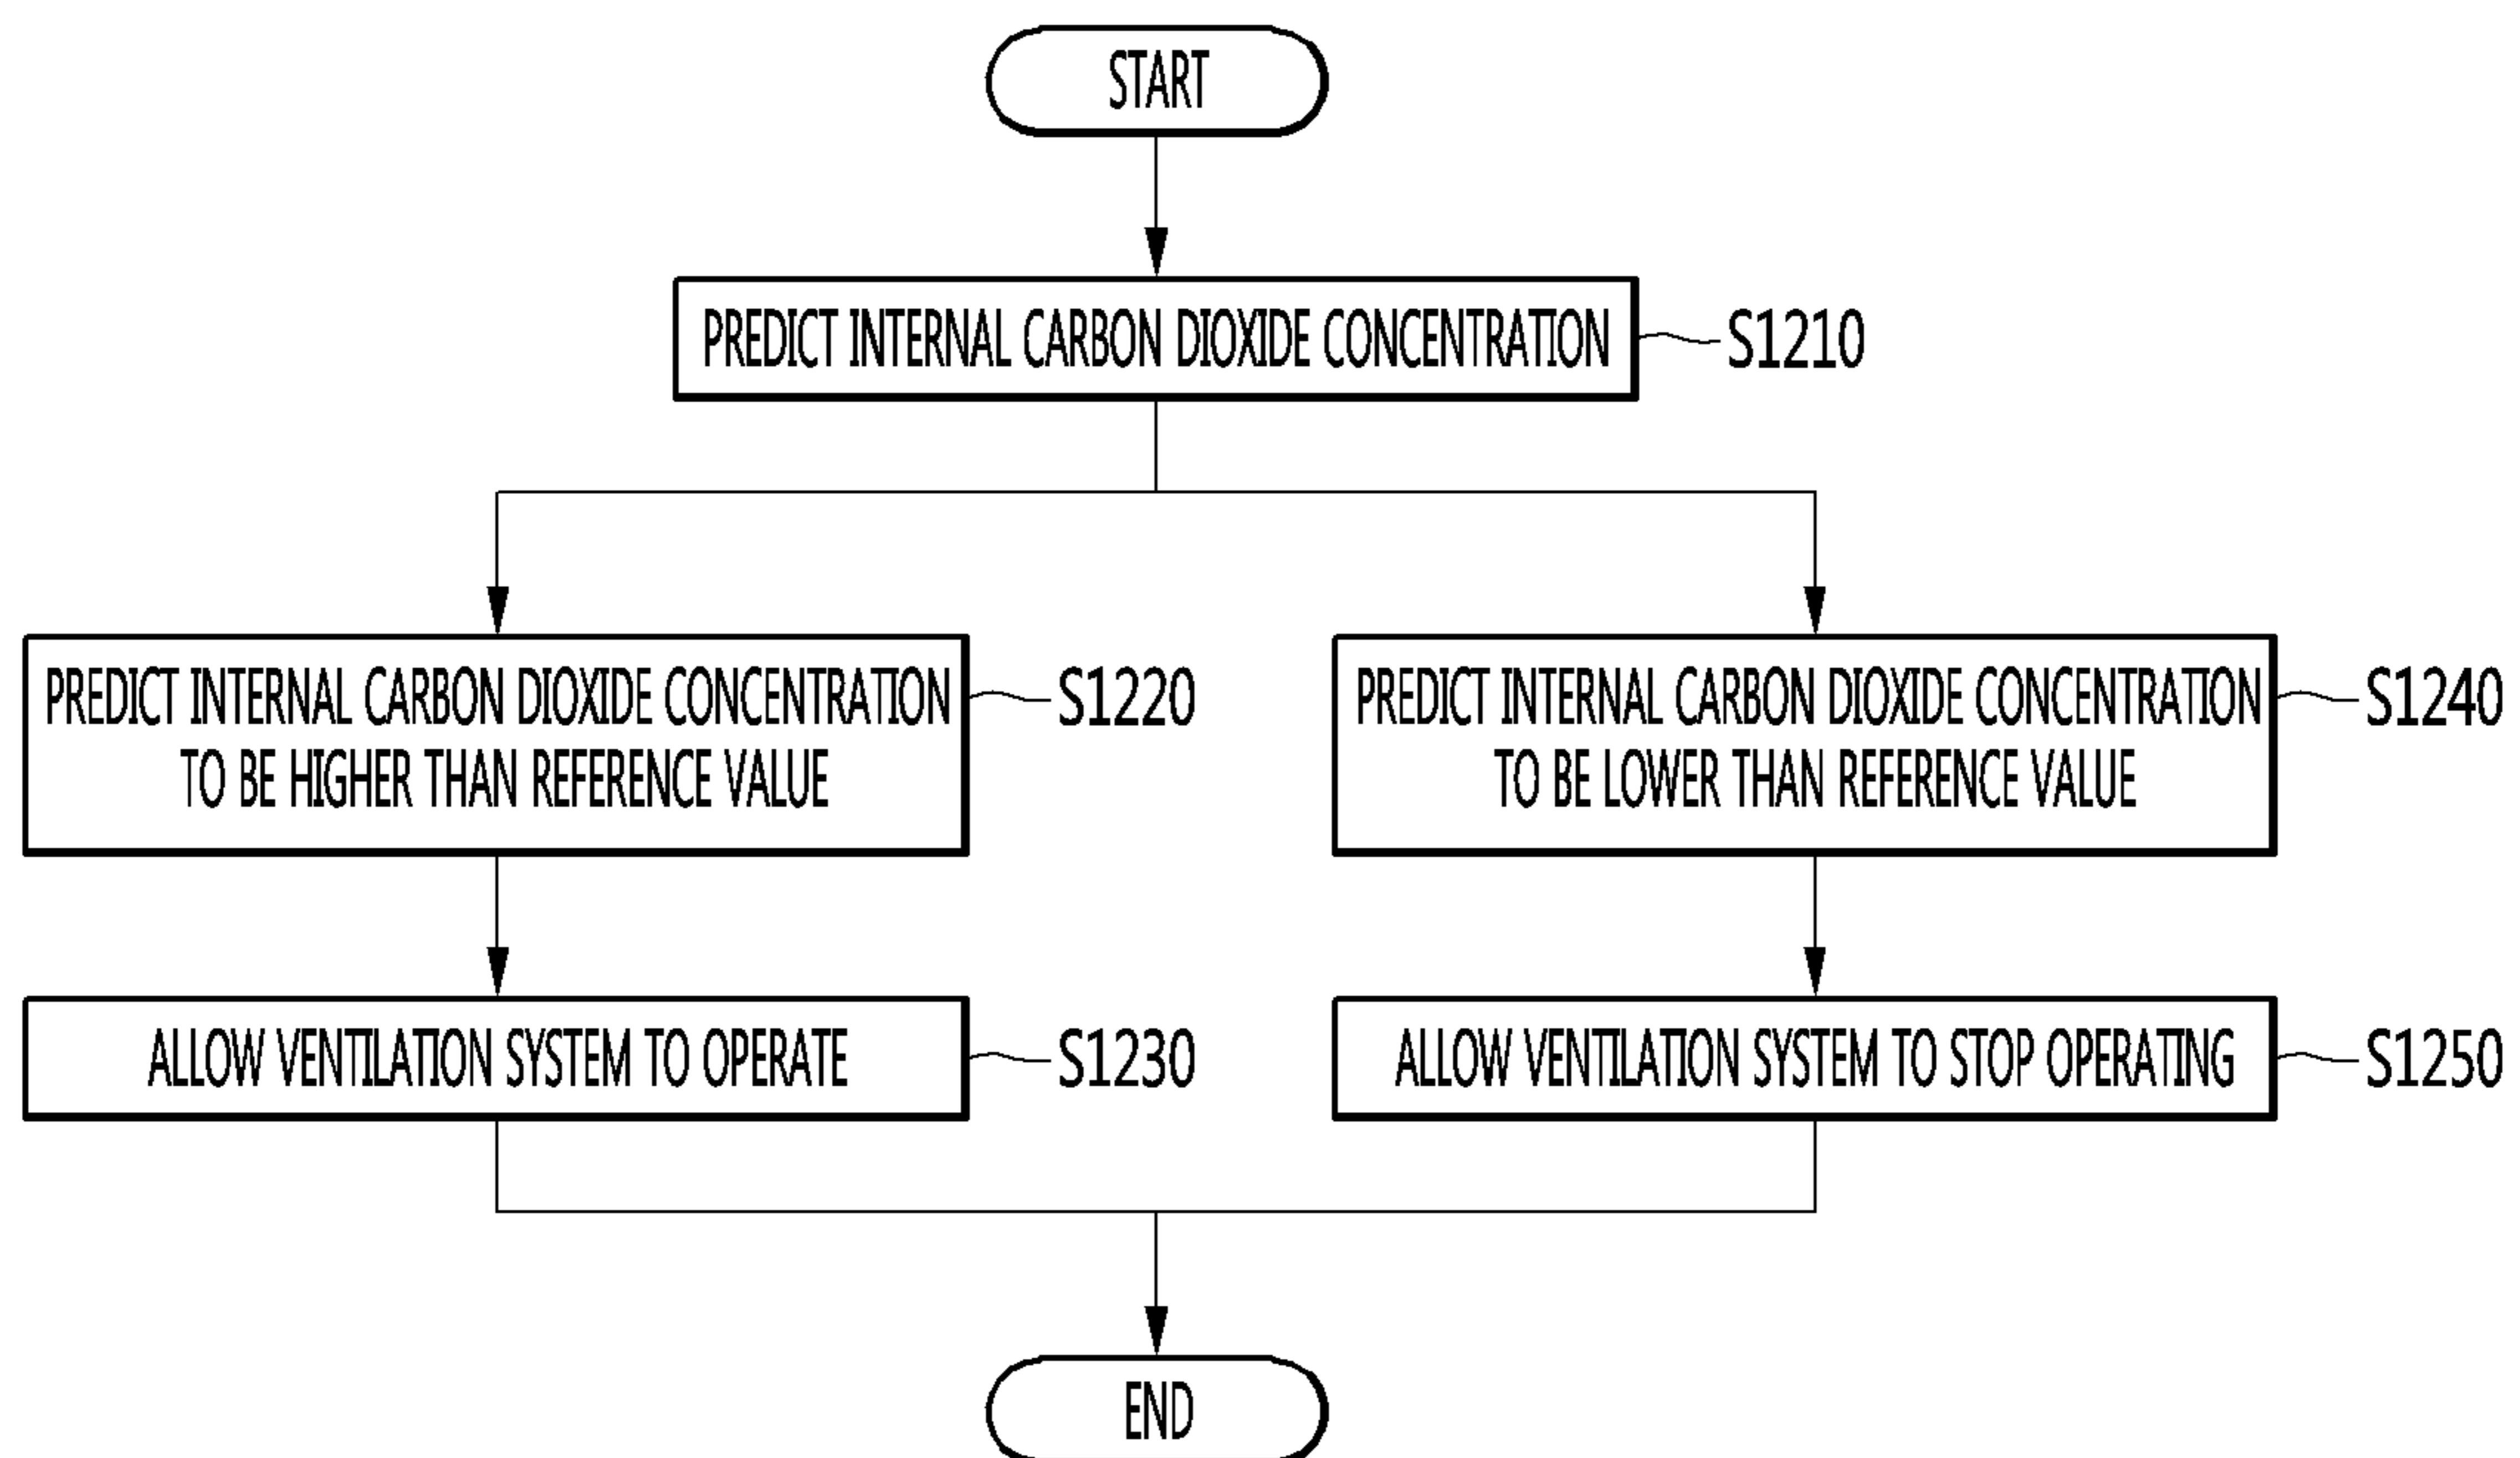 START
PREDICT INTERNAL CARBON DIOXIDE CONCENTRATION
S1210
PREDICT INTERNAL CARBON DIOXIDE CONCENTRATION
TO BE HIGHER THAN REFERENCE VALUE
S1220
PREDICT INTERNAL CARBON DIOXIDE CONCENTRATION
TO BE LOWER THAN REFERENCE VALUE
S1240
ALLOW VENTILATION SYSTEM TO OPERATE
S1230
ALLOW VENTILATION SYSTEM TO STOP OPERATING
S1250
END